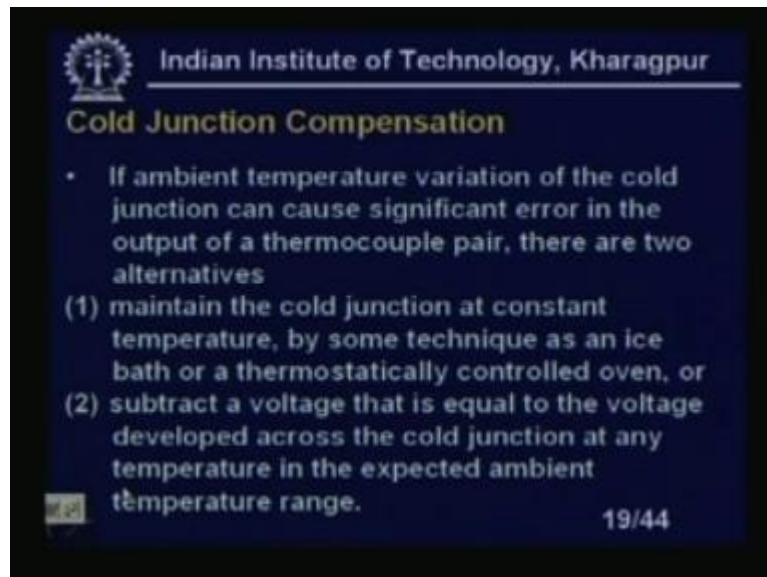 Indian Institute of Technology, Kharagpur
Cold Junction Compensation
• If ambient temperature variation of the cold
junction can cause significant error in the
output of a thermocouple pair, there are two
alternatives
(1) maintain the cold junction at constant
temperature, by some technique as an ice
bath or a thermostatically controlled oven, or
(2) subtract a voltage that is equal to the voltage
developed across the cold junction at any
temperature in the expected ambient
temperature range.
19/44